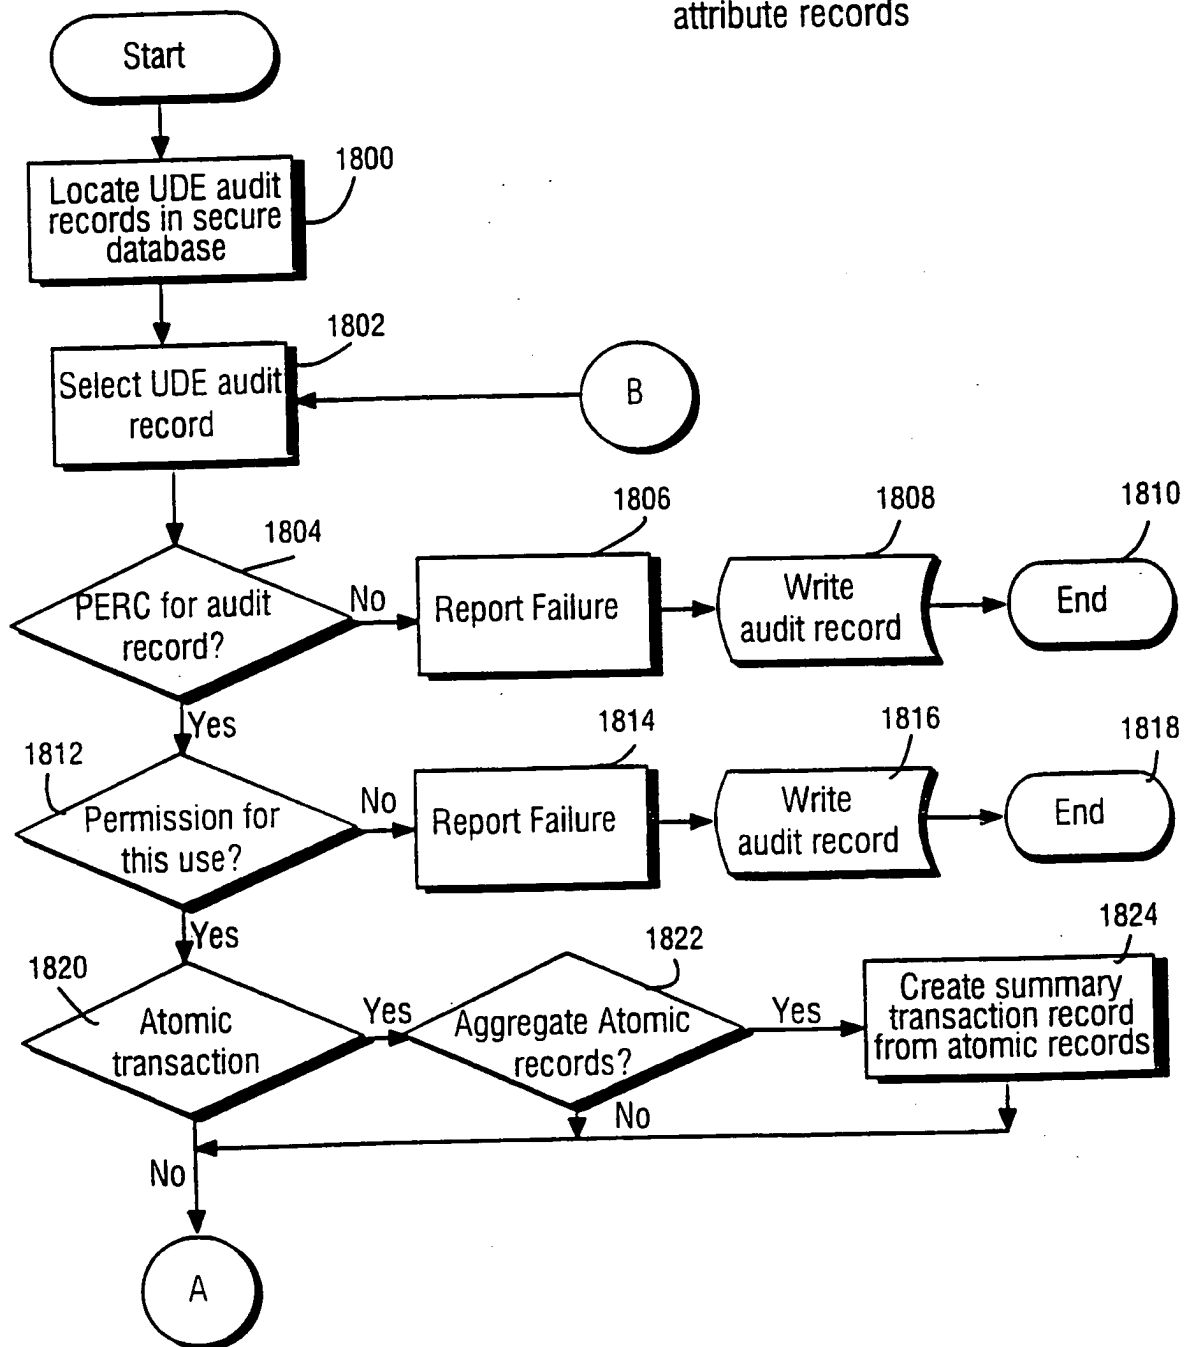 attribute records
Start
1800
Locate UDE audit
records in secure
database
1802
Select UDE audit
record
B
1804
PERC for audit
record?
No
1806
Report Failure
1808
Write
audit record
1810
End
Yes
1812
Permission for
this use?
No
1814
Report Failure
1816
Write
audit record
1818
End
Yes
1820
Atomic
transaction
Yes
1822
Aggregate Atomic
records?
Yes
1824
Create summary
transaction record
from atomic records
No
No
A